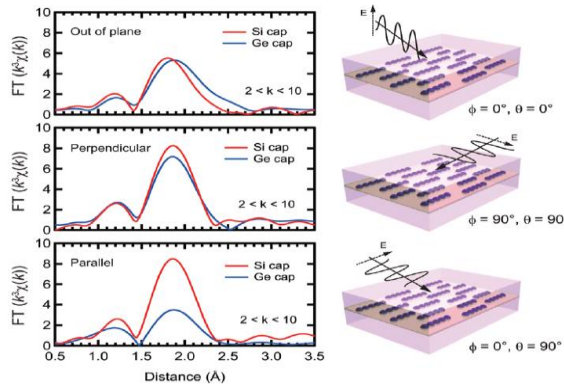 Out of plane
Si cap
Ge cap
2 < k < 10
FT (k³χ(k))
10
8
6
4
2
0
E
ϕ = 0°, θ = 0°
Perpendicular
Si cap
Ge cap
2 < k < 10
FT (k³χ(k))
10
8
6
4
2
0
E
ϕ = 90°, θ = 90
Parallel
Si cap
Ge cap
2 < k < 10
FT (k³χ(k))
10
8
6
4
2
0
E
ϕ = 0°, θ = 90°
0.5 1.0 1.5 2.0 2.5 3.0 3.5
Distance (Å)